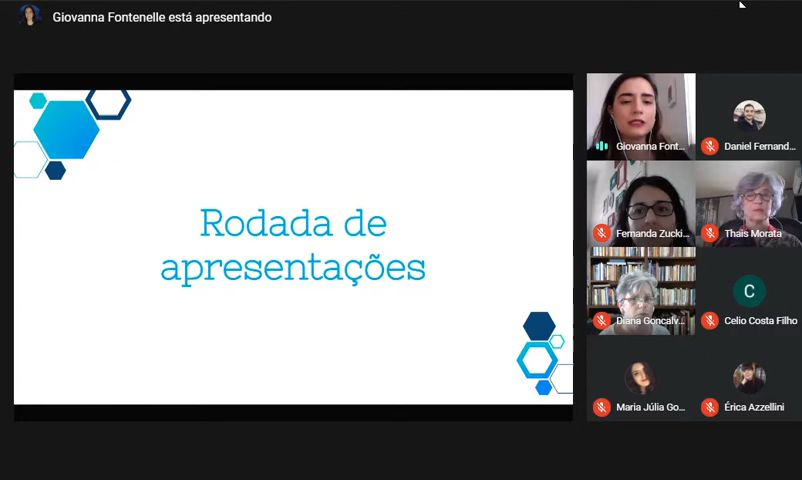 Giovanna Fontenelle está apresentando
Rodada de
apresentações
Giovanna Font...
Daniel Fernand...
Fernanda Zucki...
Thais Morata
Diana Goncalv...
C
Celio Costa Filho
Maria Júlia Go...
Érica Azzellini